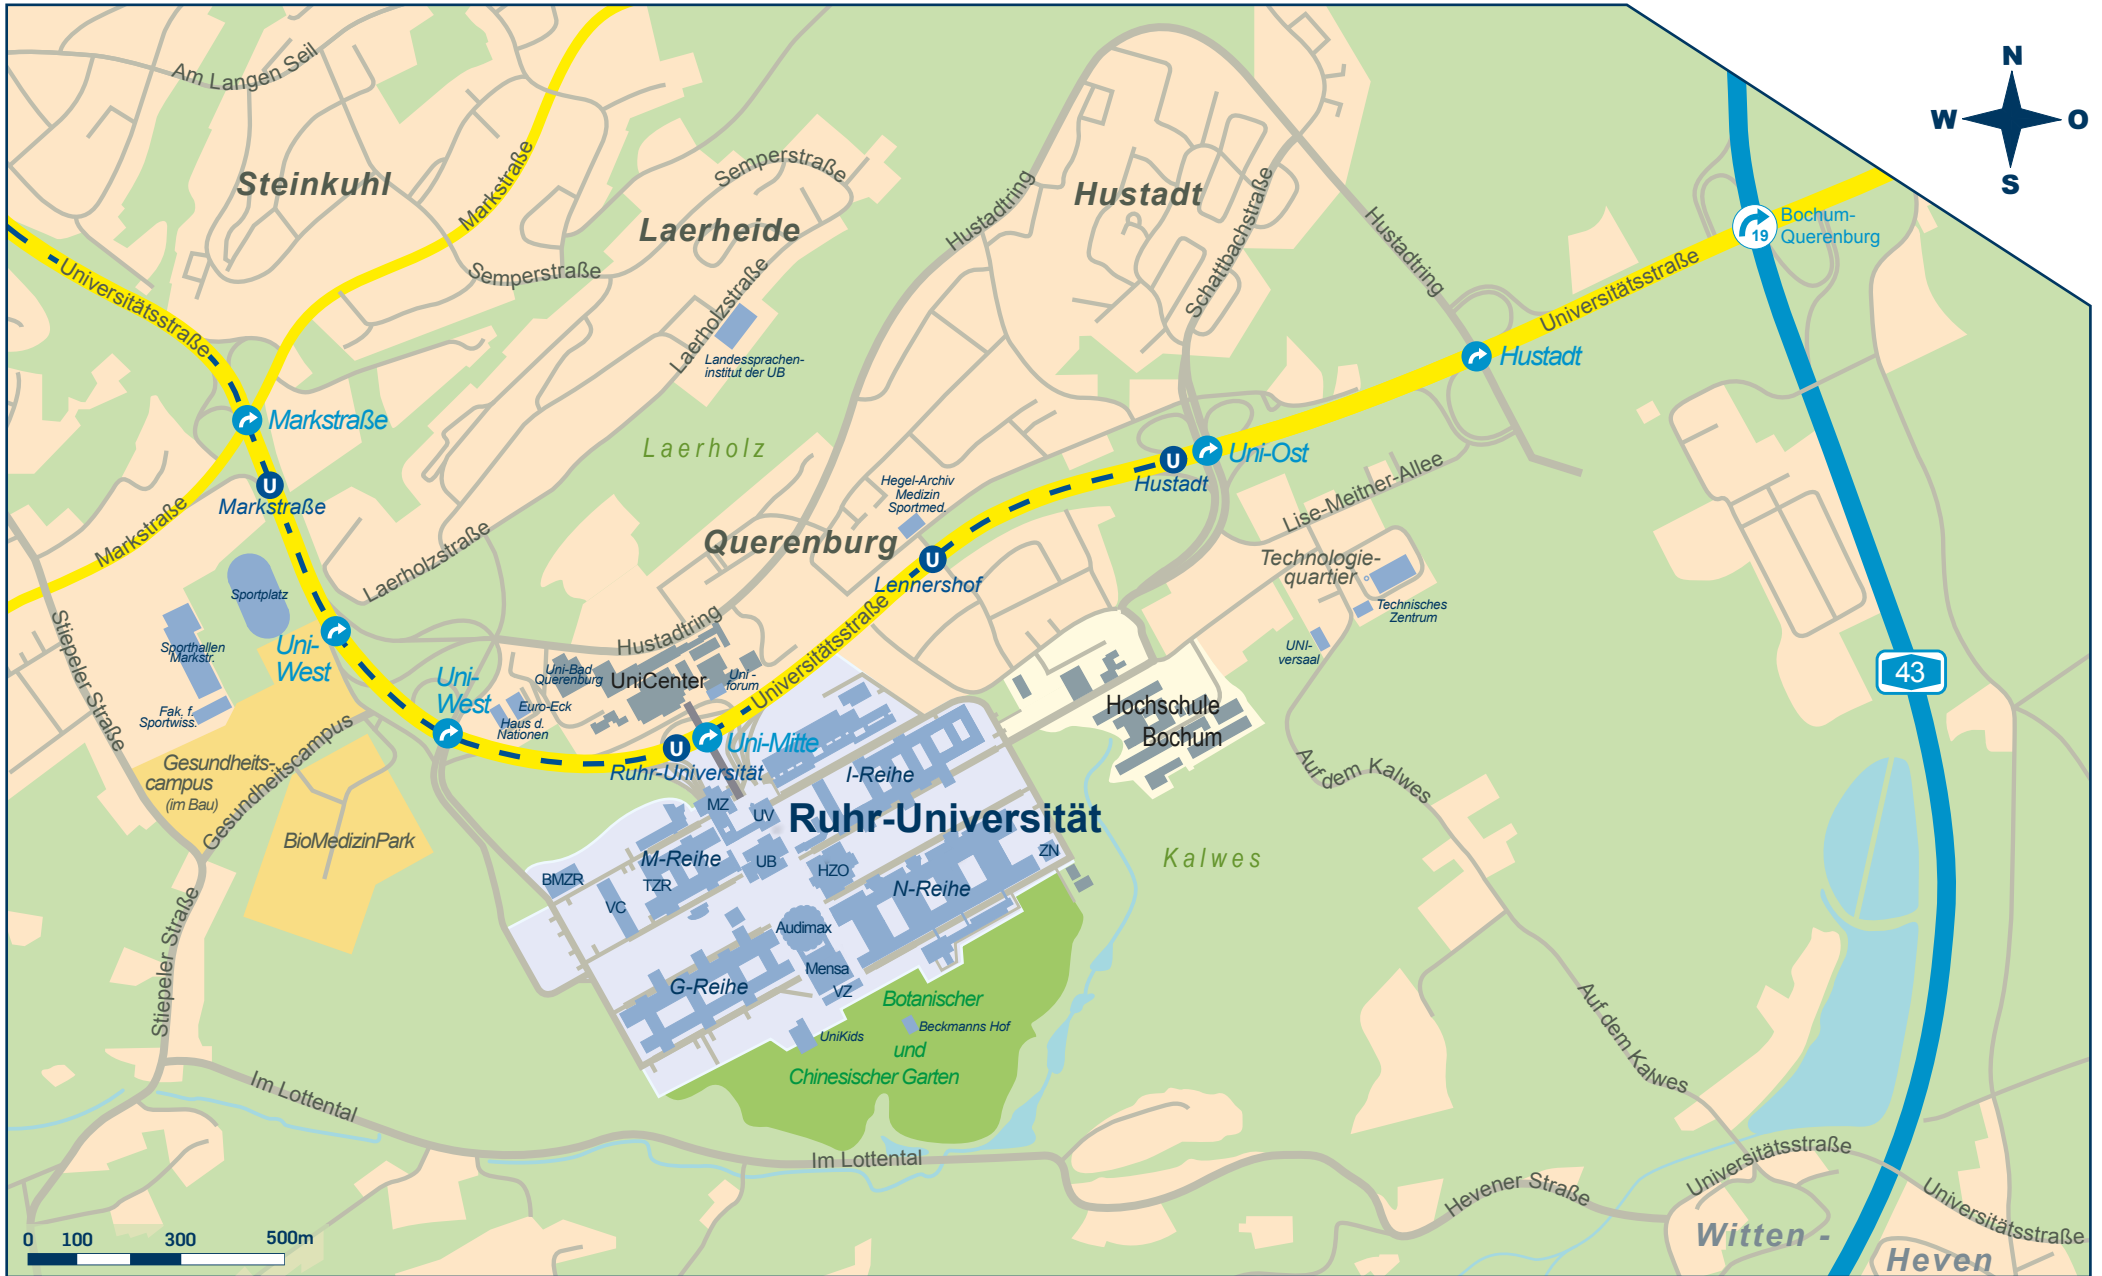 N
W
O
S
Am Langen Seil
Steinkuhl
Markstraße
Semperstraße
Laerheide
Semperstraße
Hustadtring
Hustadt
Schattbachstraße
Hustadtring
19
Bochum-
Querenburg
Universitätsstraße
Universitätsstraße
Laerholzstraße
Landessprachen-
institut der UB
Hustadt
Markstraße
Laerholz
Uni-Ost
U
Hustadt
U
Markstraße
Markstraße
Hegel-Archiv
Medizin
Sportmed.
Lise-Meitner-Allee
Querenburg
U
Lennershof
Technologie-
quartier
Technisches
Zentrum
UNI-
versaal
Laerholzstraße
Sportplatz
Stiepeler Straße
Sporthallen
Markstr.
Fak. f.
Sportwiss.
Uni-
West
Uni-
West
Hustadtring
Universitätsstraße
Uni-Bad
Querenburg
UniCenter
Uni -
forum
Euro-Eck
Haus d.
Nationen
43
Hochschule
Bochum
U
Uni-Mitte
Ruhr-Universität
Gesundheits-
campus
(im Bau)
Gesundheitscampus
BioMedizinPark
I-Reihe
MZ
UV
Ruhr-Universität
Auf dem Kalwes
Kalwes
M-Reihe
UB
HZO
ZN
BMZR
TZR
VC
N-Reihe
Audimax
Mensa
G-Reihe
VZ
Stiepeler Straße
Botanischer
Beckmanns Hof
UniKids
und
Chinesischer Garten
Auf dem Kalwes
Im Lottental
Im Lottental
Hevener Straße
Universitätsstraße
Universitätsstraße
Witten -
Heven
0 100 300 500m